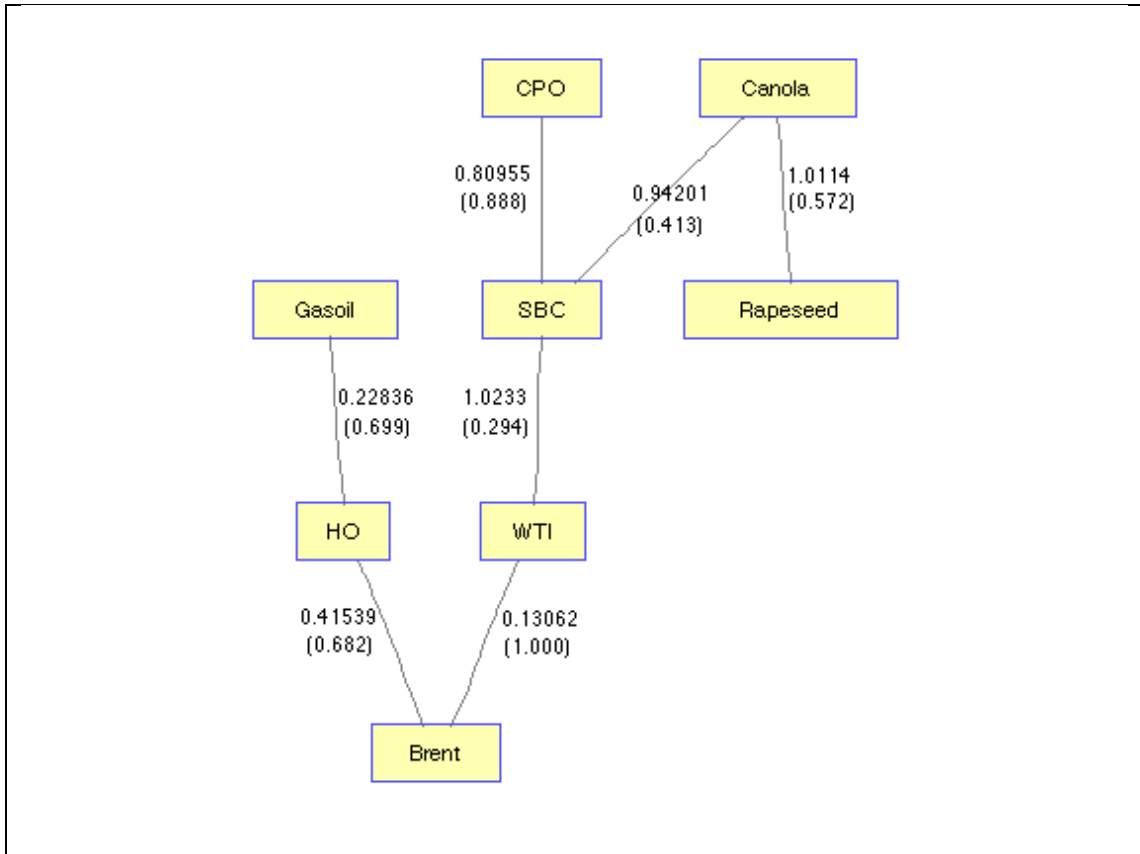 CPO
Canola
0.80955
(0.888)
0.94201
(0.413)
1.0114
(0.572)
Gasoil
SBC
Rapeseed
0.22836
(0.699)
1.0233
(0.294)
HO
WTI
0.41539
(0.682)
0.13062
(1.000)
Brent